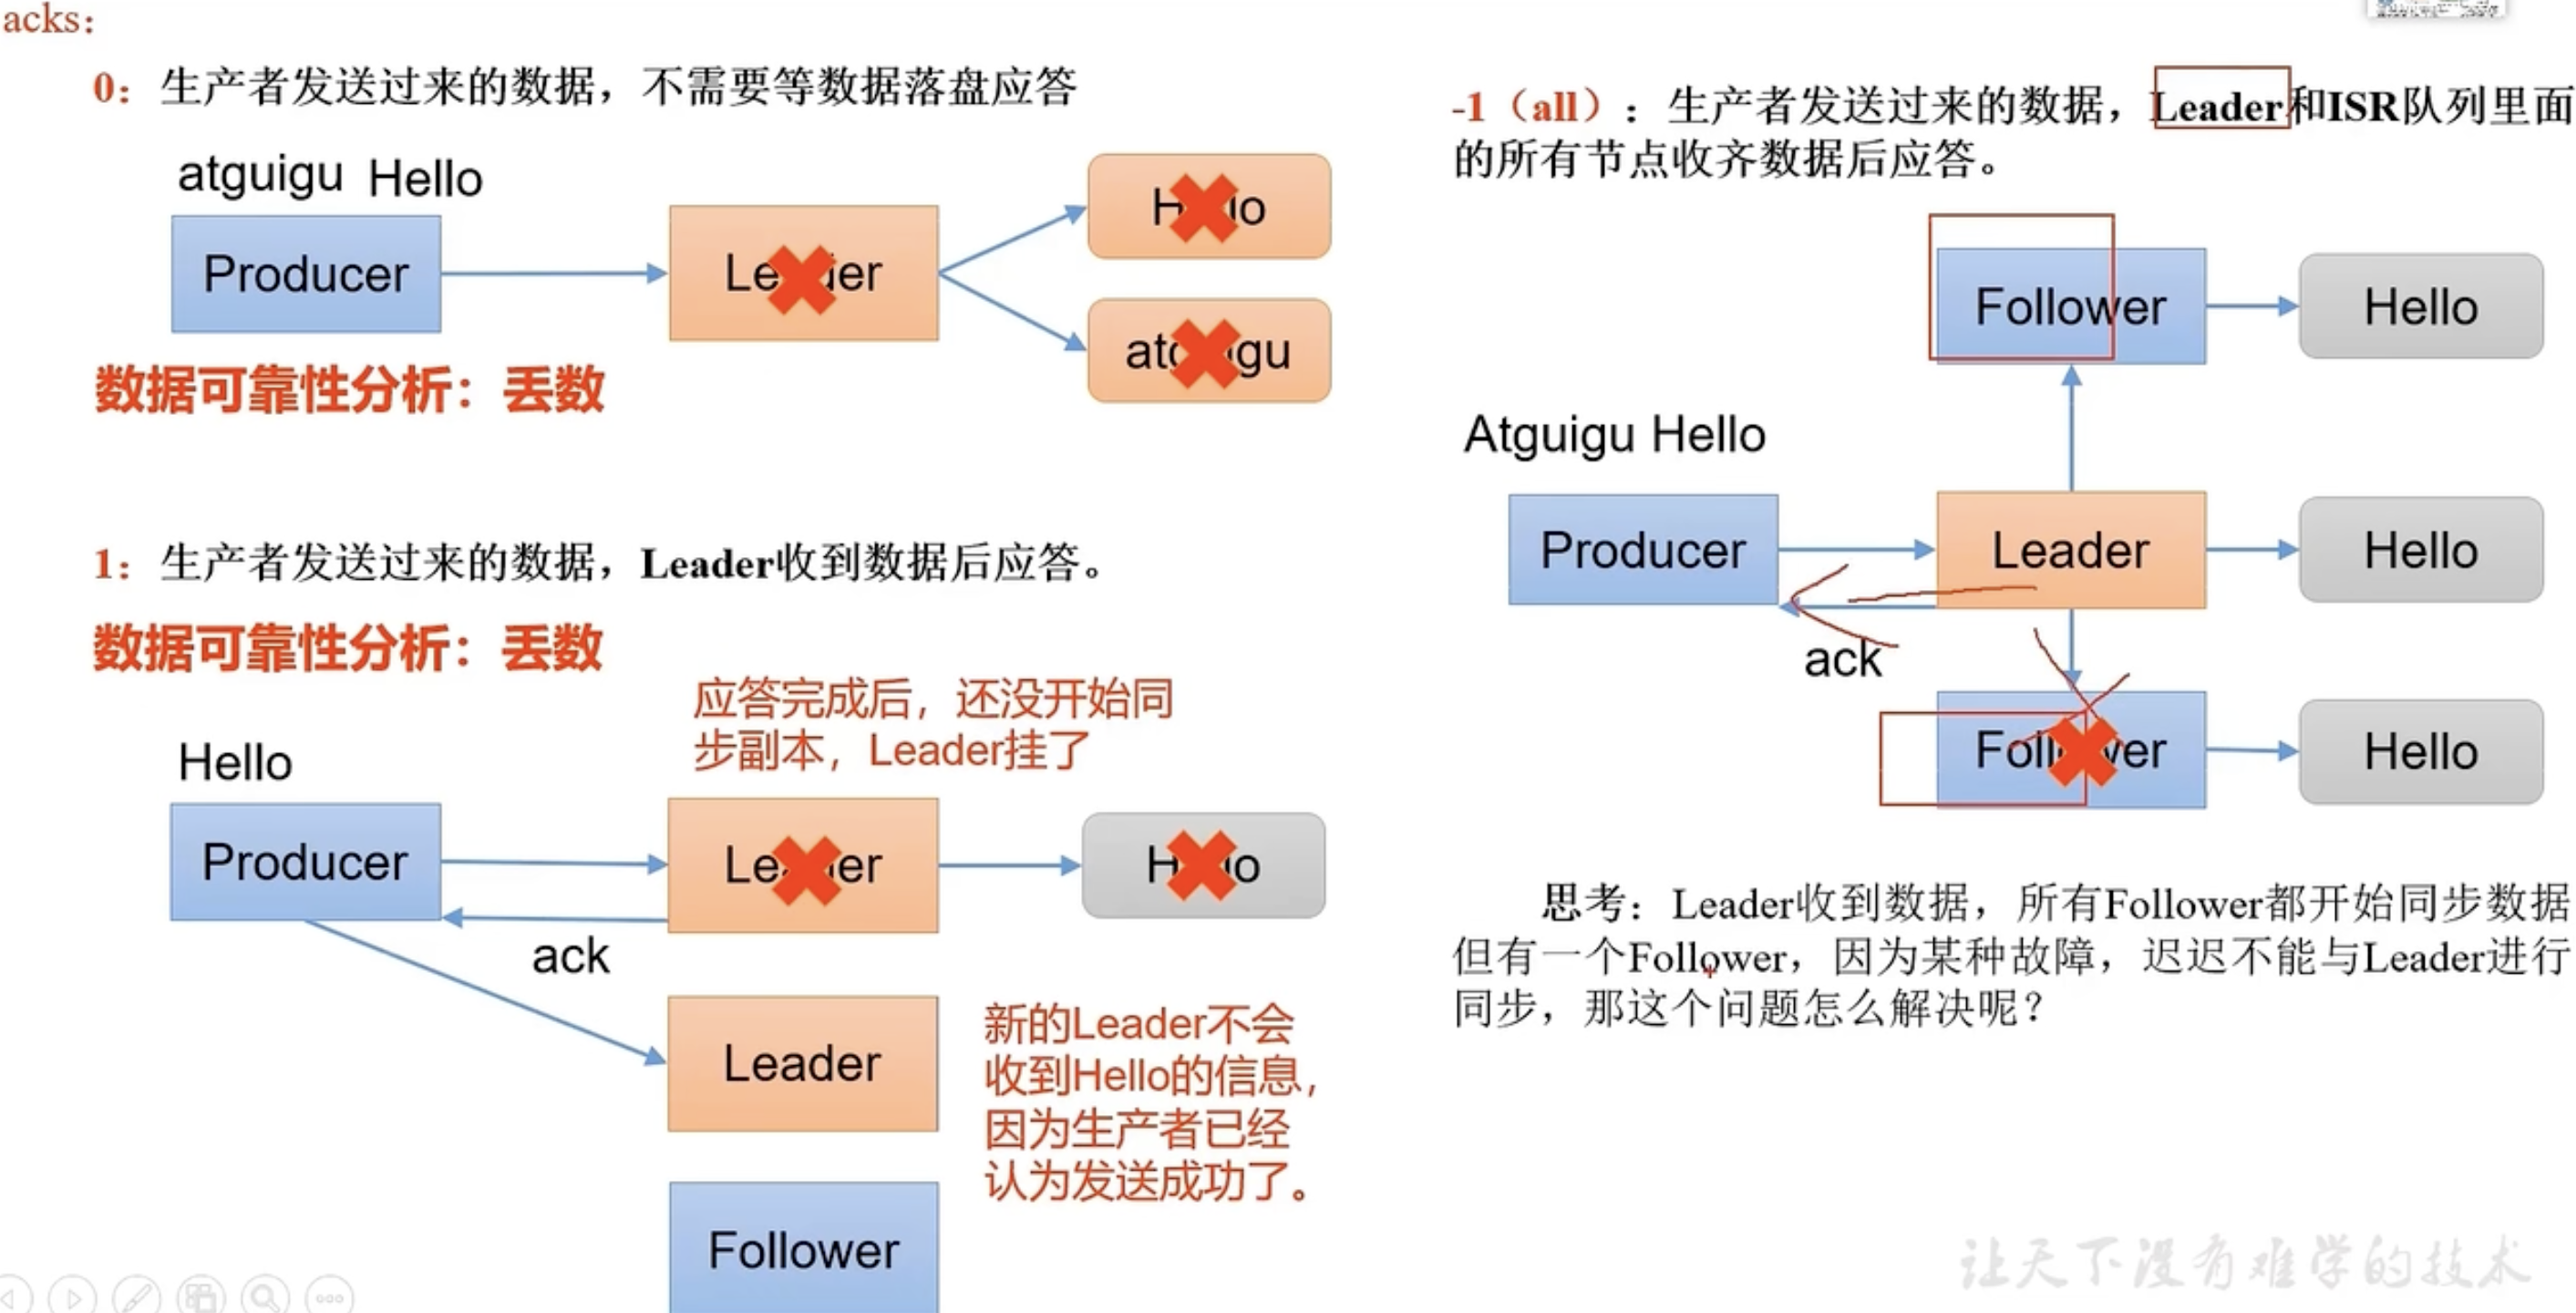 acks：
0：生产者发送过来的数据，不需要等数据落盘应答
atguigu Hello
Producer
数据可靠性分析：丢数
1：生产者发送过来的数据，Leader收到数据后应答。
数据可靠性分析：丢数
应答完成后，还没开始同
步副本，Leader挂了
Hello
Producer
ack
Leader
新的Leader不会
收到Hello的信息，
因为生产者已经
认为发送成功了。
Follower
-1（all）：生产者发送过来的数据，Leader和ISR队列里面
的所有节点收齐数据后应答。
Follower
Hello
Atguigu Hello
Producer
Leader
Hello
ack
Follower
Hello
思考：Leader收到数据，所有Follower都开始同步数据
但有一个Follower，因为某种故障，迟迟不能与Leader进行
同步，那这个问题怎么解决呢？
让天下没有难学的技术